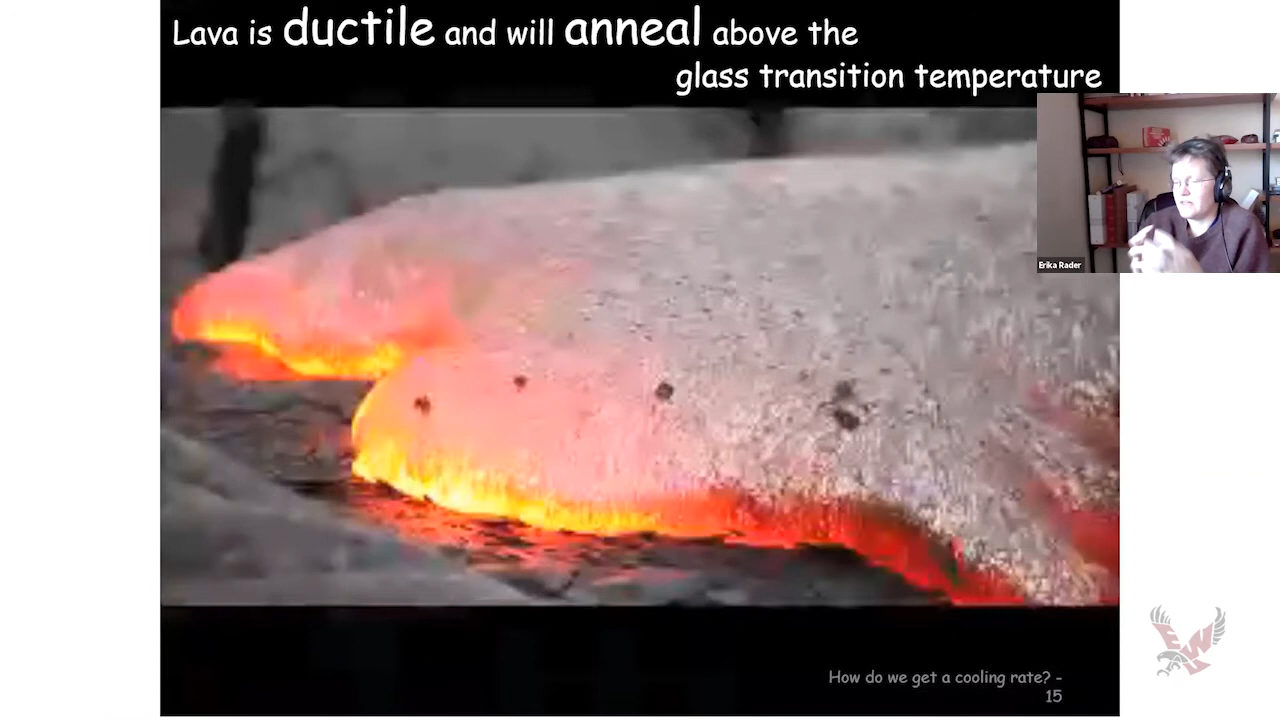 Lava is ductile and will anneal above the
glass transition temperature
Erika Rader
How do we get a cooling rate? -
15
EWU